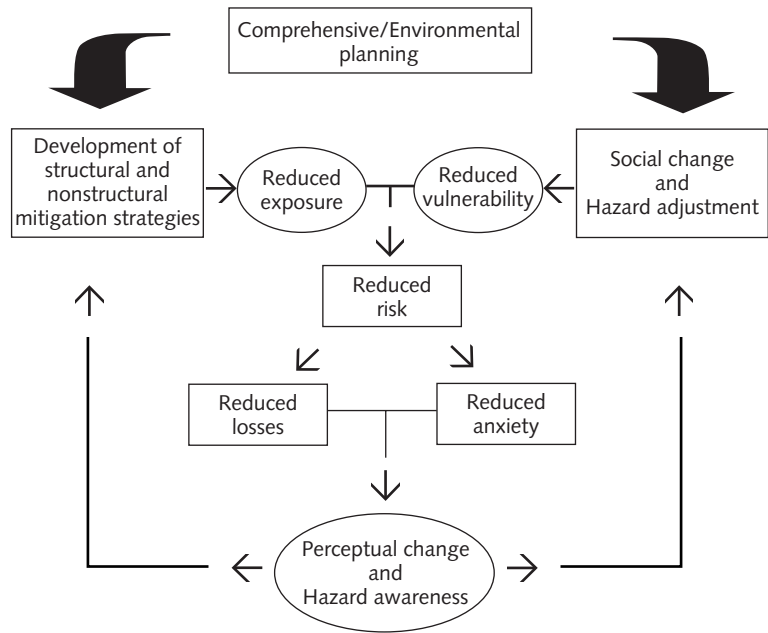 Comprehensive/Environmental
planning
Development of
structural and
nonstructural
mitigation strategies
Reduced
exposure
Reduced
vulnerability
Social change
and
Hazard adjustment
Reduced
risk
Reduced
losses
Reduced
anxiety
Perceptual change
and
Hazard awareness